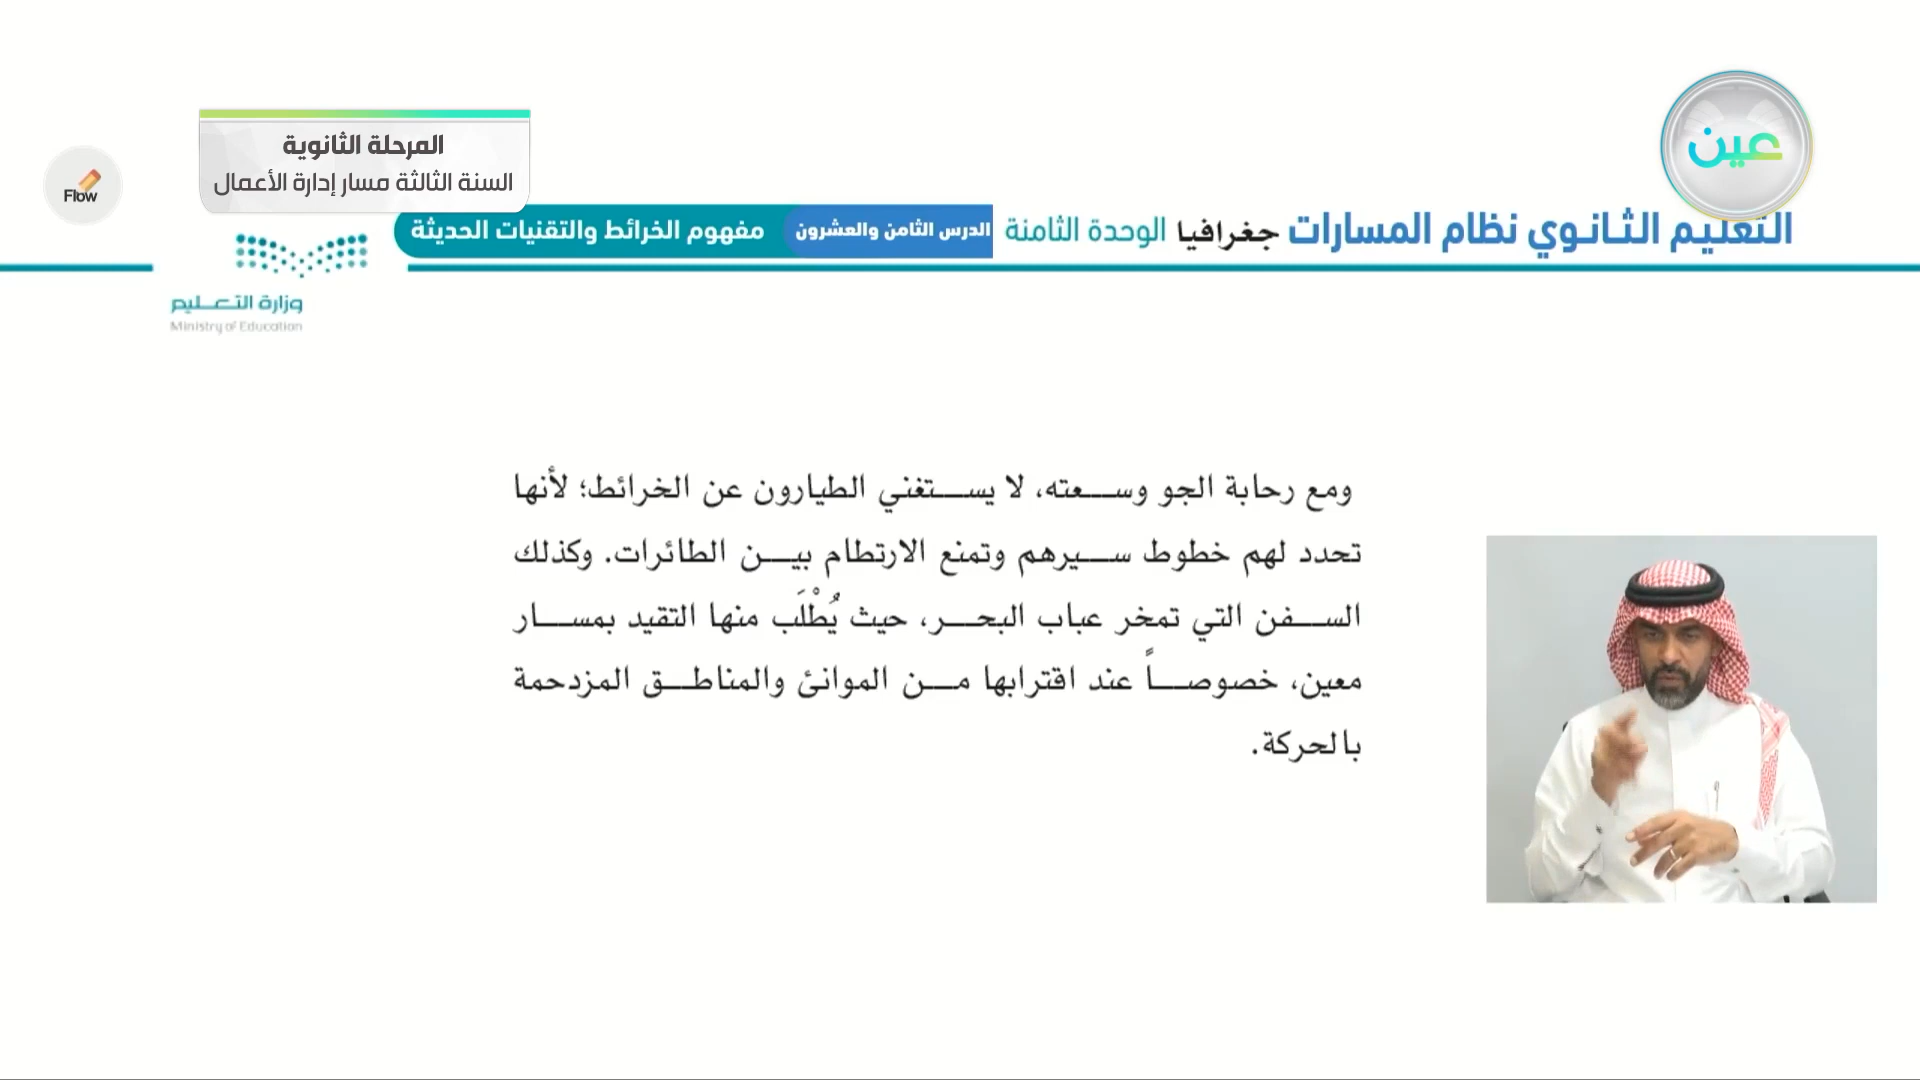 عين
المرحلة الثانوية
السنة الثالثة مسار إدارة الأعمال
Flow
التعليم الثانوي نظام المسارات جغرافيا الوحدة الثامنة الدرس الثامن والعشرون مفهوم الخرائط والتقنيات الحديثة
وزارة التعليم
Ministry of Education
ومع رحابة الجو وسعته، لا يستغني الطيارون عن الخرائط؛ لأنها
تحدد لهم خطوط سيرهم وتمنع الارتطام بين الطائرات. وكذلك
السفن التي تمخر عباب البحر، حيث يُطْلَب منها التقيد بمسار
معين، خصوصاً عند اقترابها من الموانئ والمناطق المزدحمة
بالحركة.